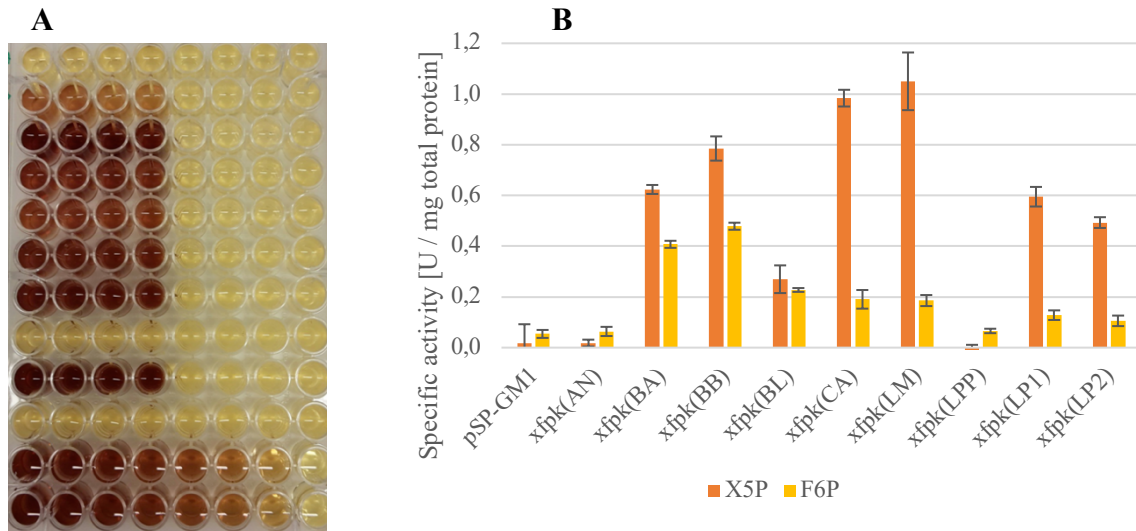 A
B
Specific activity [U / mg total protein]
1,2
1,0
0,8
0,6
0,4
0,2
0,0
pSP-GM1
xfpk(AN)
xfpk(BA)
xfpk(BB)
xfpk(BL)
xfpk(CA)
xfpk(LM)
xfpk(LPP)
xfpk(LP1)
xfpk(LP2)
X5P F6P